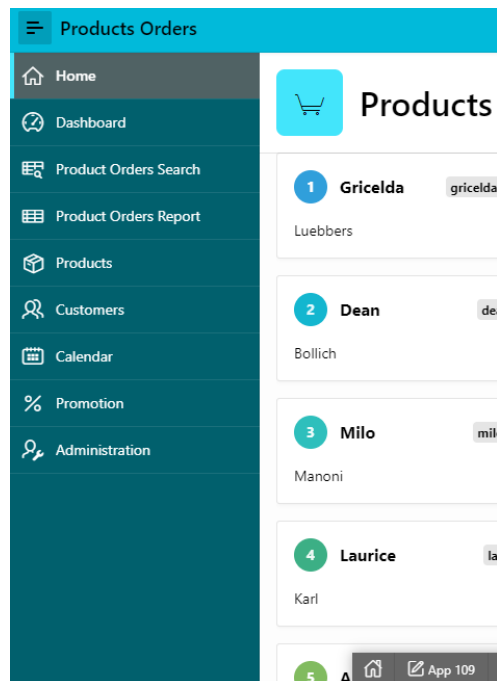 Products Orders
Home
Dashboard
Product Orders Search
Product Orders Report
Products
Customers
Calendar
Promotion
Administration
Products
1 Gricelda gricelda
Luebbers
2 Dean
Bollich
3 Milo
Manoni
4 Laurice
Karl
5
App 109